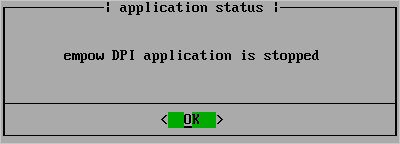 application status
empow DPI application is stopped
< OK >